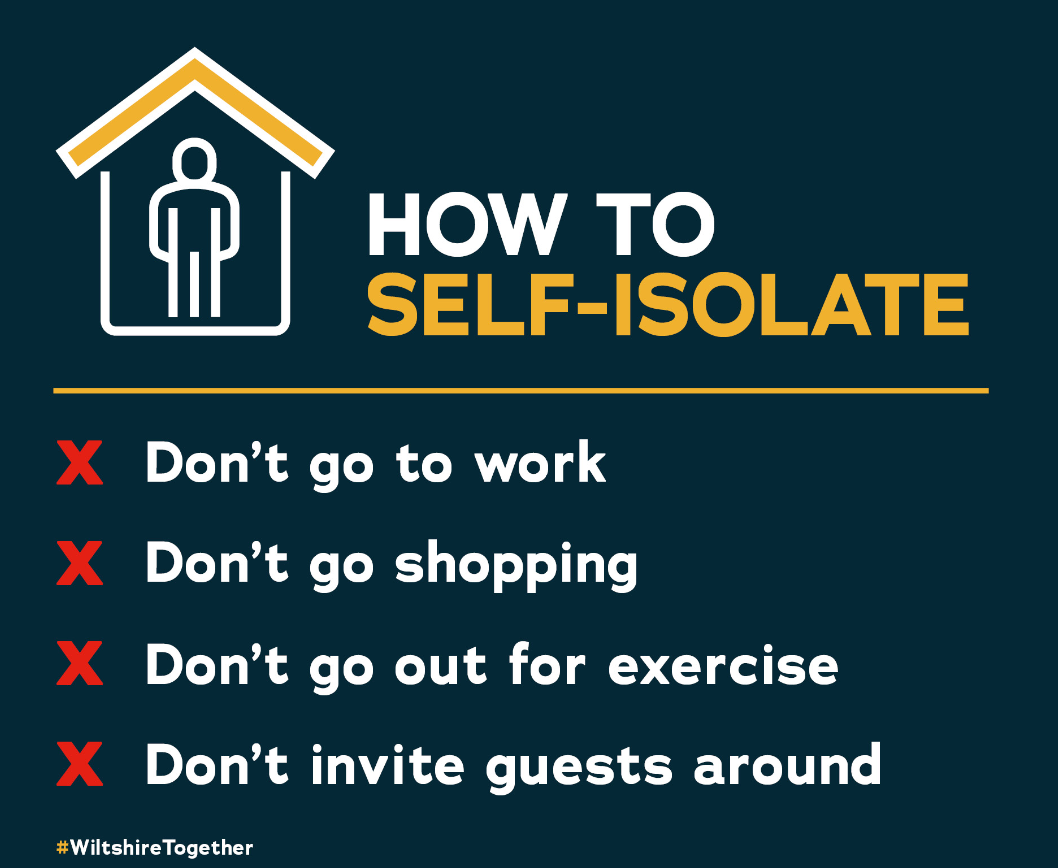 HOW TO
SELF-ISOLATE
X Don’t go to work
X Don’t go shopping
X Don’t go out for exercise
X Don’t invite guests around
#WiltshireTogether